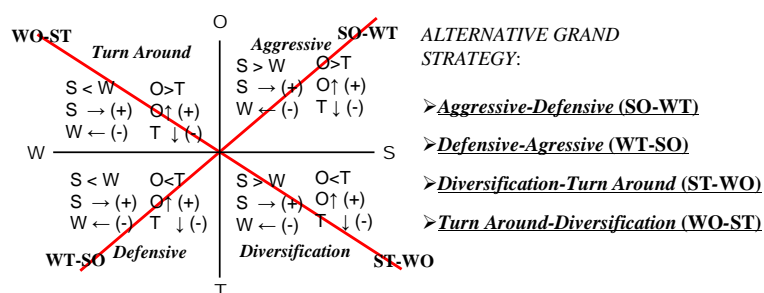 O
WO-ST
SO-WT
Turn Around
Aggressive
S < W O>T
S → (+) O↑ (+)
W ← (-) T ↓ (-)
S > W O>T
S → (+) O↑ (+)
W ← (-) T ↓ (-)
W
S
S < W O<T
S → (+) O↑ (+)
W ← (-) T ↓ (-)
S > W O<T
S → (+) O↑ (+)
W ← (-) T ↓ (-)
Defensive
Diversification
WT-SO
ST-WO
T
ALTERNATIVE GRAND
STRATEGY:
➢Aggressive-Defensive (SO-WT)
➢Defensive-Agressive (WT-SO)
➢Diversification-Turn Around (ST-WO)
➢Turn Around-Diversification (WO-ST)